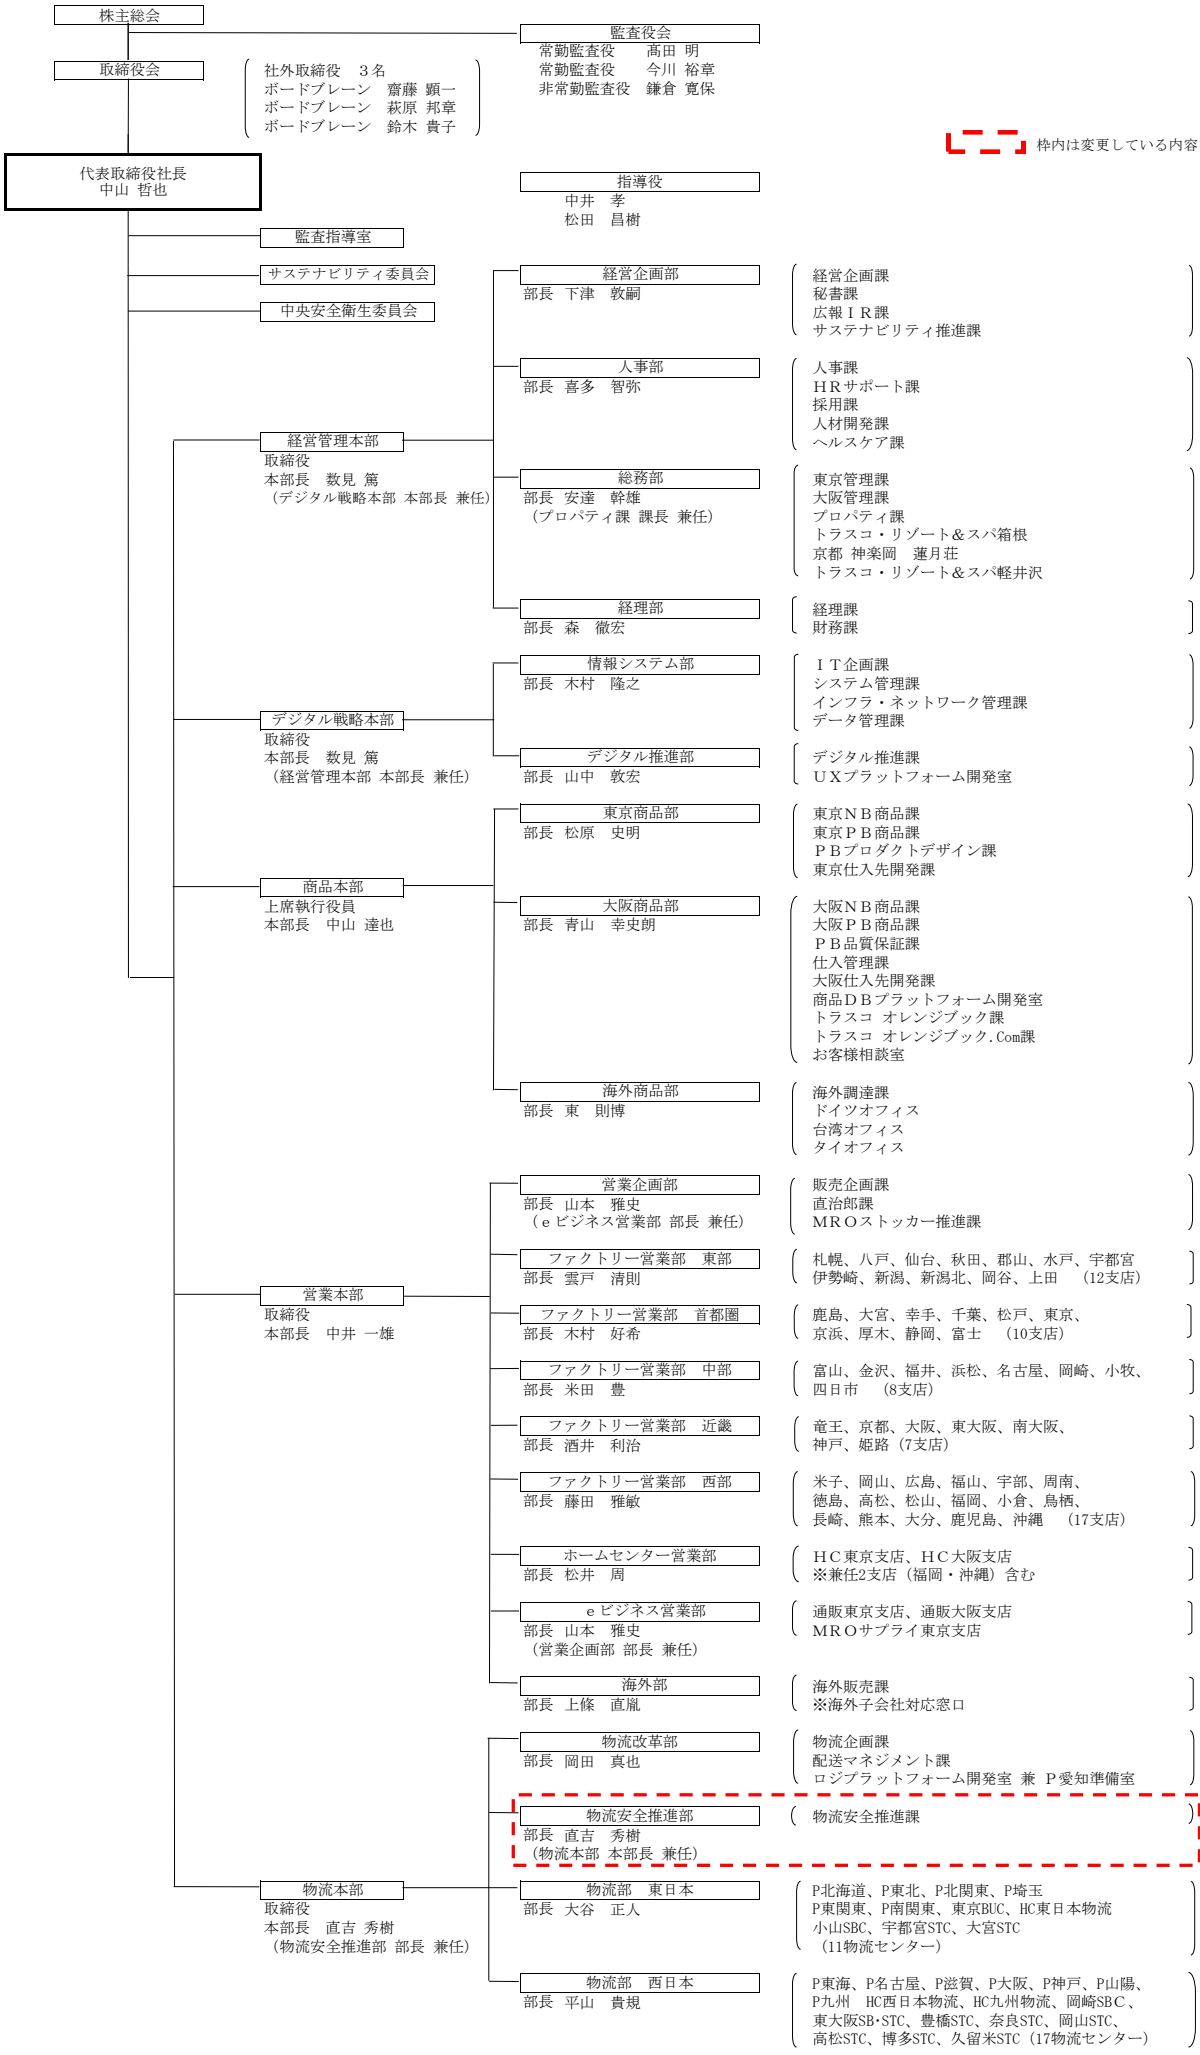 株主総会
監査役会
常勤監査役　髙田 明
常勤監査役　今川 裕章
非常勤監査役　鎌倉 寛保
取締役会
社外取締役　３名
ボードブレーン　齋藤 顕一
ボードブレーン　萩原 邦章
ボードブレーン　鈴木 貴子
枠内は変更している内容
代表取締役社長
中山 哲也
指導役
中井　孝
松田　昌樹
監査指導室
サステナビリティ委員会
中央安全衛生委員会
経営管理本部
取締役
本部長　数見 篤
（デジタル戦略本部 本部長 兼任）
経営企画部
部長 下津　敦嗣
経営企画課
秘書課
広報ＩＲ課
サステナビリティ推進課
人事部
部長 喜多　智弥
人事課
ＨＲサポート課
採用課
人材開発課
ヘルスケア課
総務部
部長 安達　幹雄
（プロパティ課 課長 兼任）
東京管理課
大阪管理課
プロパティ課
トラスコ・リゾート＆スパ箱根
京都 神楽岡　蓮月荘
トラスコ・リゾート＆スパ軽井沢
経理部
部長 森　徹宏
経理課
財務課
デジタル戦略本部
取締役
本部長　数見 篤
（経営管理本部 本部長 兼任）
情報システム部
部長 木村　隆之
ＩＴ企画課
システム管理課
インフラ・ネットワーク管理課
データ管理課
デジタル推進部
部長 山中　敦宏
デジタル推進課
ＵＸプラットフォーム開発室
商品本部
上席執行役員
本部長　中山 達也
東京商品部
部長 松原　史明
東京ＮＢ商品課
東京ＰＢ商品課
ＰＢプロダクトデザイン課
東京仕入先開発課
大阪商品部
部長 青山　幸史朗
大阪ＮＢ商品課
大阪ＰＢ商品課
ＰＢ品質保証課
仕入管理課
大阪仕入先開発課
商品ＤＢプラットフォーム開発室
トラスコ オレンジブック課
トラスコ オレンジブック.Com課
お客様相談室
海外商品部
部長 東　則博
海外調達課
ドイツオフィス
台湾オフィス
タイオフィス
営業本部
取締役
本部長　中井 一雄
営業企画部
部長 山本　雅史
（ｅビジネス営業部 部長 兼任）
販売企画課
直治郎課
ＭＲＯストッカー推進課
ファクトリー営業部　東部
部長 雲戸　清則
札幌、八戸、仙台、秋田、郡山、水戸、宇都宮
伊勢崎、新潟、新潟北、岡谷、上田　（12支店）
ファクトリー営業部　首都圏
部長 木村　好希
鹿島、大宮、幸手、千葉、松戸、東京、
京浜、厚木、静岡、富士　（10支店）
ファクトリー営業部　中部
部長 米田　豊
富山、金沢、福井、浜松、名古屋、岡崎、小牧、
四日市　（8支店）
ファクトリー営業部　近畿
部長 酒井　利治
竜王、京都、大阪、東大阪、南大阪、
神戸、姫路（7支店）
ファクトリー営業部　西部
部長 藤田　雅敏
米子、岡山、広島、福山、宇部、周南、
徳島、高松、松山、福岡、小倉、鳥栖、
長崎、熊本、大分、鹿児島、沖縄　（17支店）
ホームセンター営業部
部長 松井　周
ＨＣ東京支店、ＨＣ大阪支店
※兼任2支店（福岡・沖縄）含む
ｅビジネス営業部
部長 山本　雅史
（営業企画部 部長 兼任）
通販東京支店、通販大阪支店
ＭＲＯサプライ東京支店
海外部
部長 上條　直胤
海外販売課
※海外子会社対応窓口
物流本部
取締役
本部長　直吉 秀樹
（物流安全推進部 部長 兼任）
物流改革部
部長 岡田　真也
物流企画課
配送マネジメント課
ロジプラットフォーム開発室 兼 Ｐ愛知準備室
物流安全推進部
部長 直吉　秀樹
（物流本部 本部長 兼任）
物流安全推進課
物流部　東日本
部長 大谷　正人
P北海道、P東北、P北関東、P埼玉
P東関東、P南関東、東京BUC、HC東日本物流
小山SBC、宇都宮STC、大宮STC
（11物流センター）
物流部　西日本
部長 平山　貴規
P東海、P名古屋、P滋賀、P大阪、P神戸、P山陽、
P九州　HC西日本物流、HC九州物流、岡崎SBＣ、
東大阪SB･STC、豊橋STC、奈良STC、岡山STC、
高松STC、博多STC、久留米STC（17物流センター）